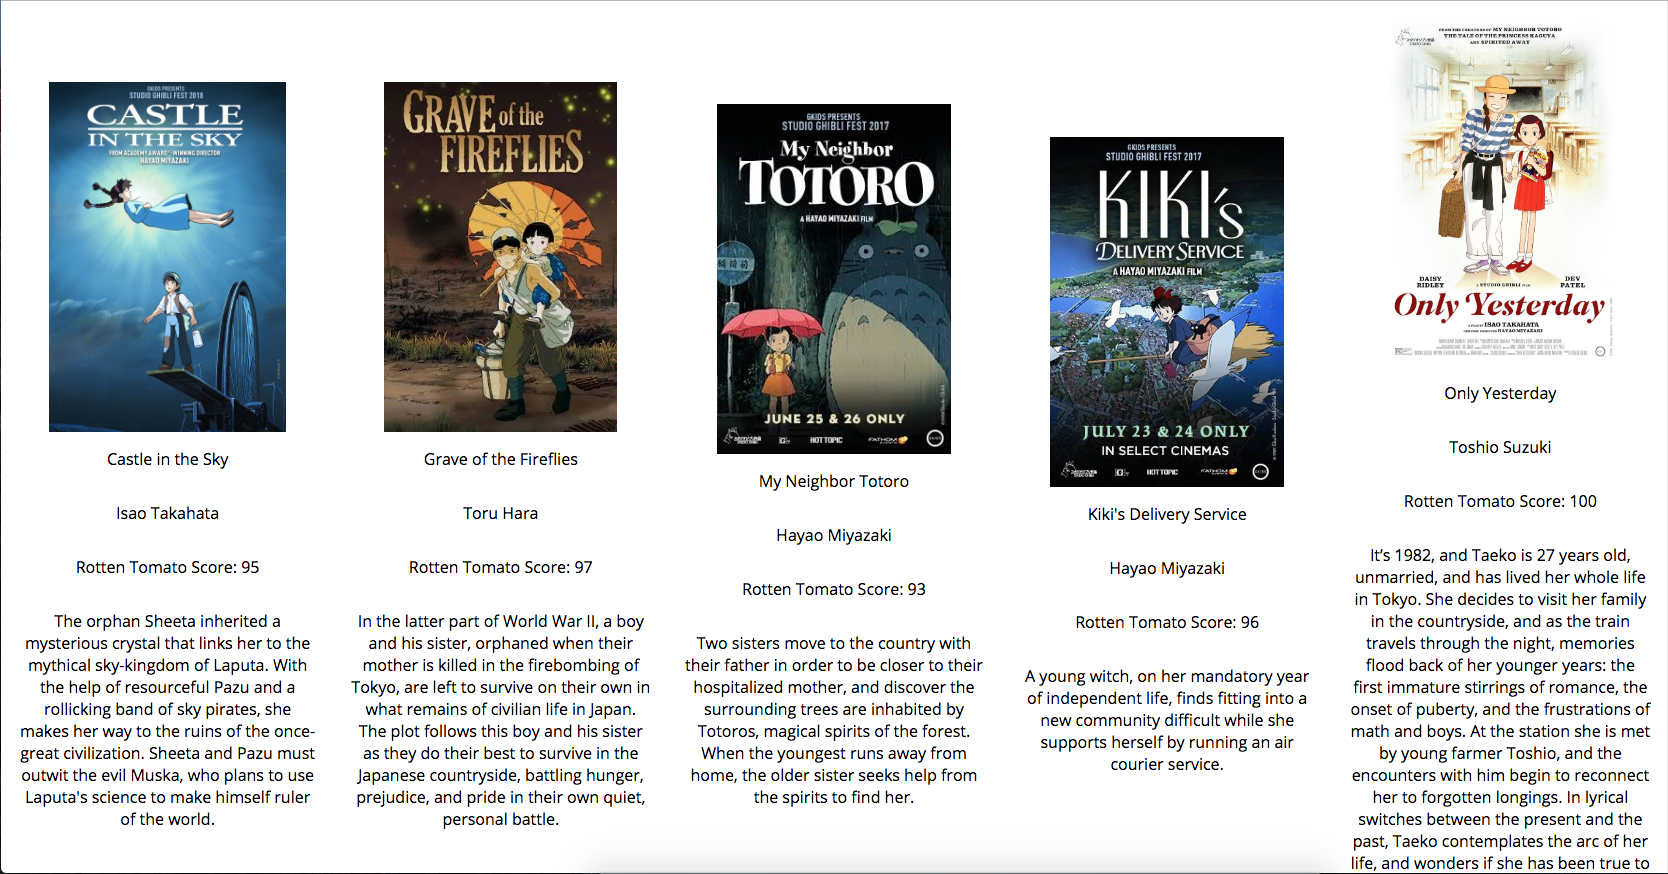 GKIDS PRESENTS
STUDIO GHIBLI FEST 2018
CASTLE
IN THE SKY
FROM ACADEMY AWARD®-WINNING DIRECTOR
HAYAO MIYAZAKI
Castle in the Sky
Isao Takahata
Rotten Tomato Score: 95
The orphan Sheeta inherited a
mysterious crystal that links her to the
mythical sky-kingdom of Laputa. With
the help of resourceful Pazu and a
rollicking band of sky pirates, she
makes her way to the ruins of the once-
great civilization. Sheeta and Pazu must
outwit the evil Muska, who plans to use
Laputa's science to make himself ruler
of the world.
GRAVE of the
FIREFLIES
Grave of the Fireflies
Toru Hara
Rotten Tomato Score: 97
In the latter part of World War II, a boy
and his sister, orphaned when their
mother is killed in the firebombing of
Tokyo, are left to survive on their own in
what remains of civilian life in Japan.
The plot follows this boy and his sister
as they do their best to survive in the
Japanese countryside, battling hunger,
prejudice, and pride in their own quiet,
personal battle.
GKIDS PRESENTS
STUDIO GHIBLI FEST 2017
My Neighbor
TOTORO
A HAYAO MIYAZAKI FILM
稲荷前
JUNE 25 & 26 ONLY
HOT TOPIC
FATHOM
My Neighbor Totoro
Hayao Miyazaki
Rotten Tomato Score: 93
Two sisters move to the country with
their father in order to be closer to their
hospitalized mother, and discover the
surrounding trees are inhabited by
Totoros, magical spirits of the forest.
When the youngest runs away from
home, the older sister seeks help from
the spirits to find her.
GKIDS PRESENTS
STUDIO GHIBLI FEST 2017
KIKI's
DELIVERY SERVICE
A HAYAO MIYAZAKI FILM
JULY 23 & 24 ONLY
IN SELECT CINEMAS
HOT TOPIC
FATHOM
Kiki's Delivery Service
Hayao Miyazaki
Rotten Tomato Score: 96
A young witch, on her mandatory year
of independent life, finds fitting into a
new community difficult while she
supports herself by running an air
courier service.
FROM THE CREATORS OF MY NEIGHBOR TOTORO
THE TALE OF THE PRINCESS KAGUYA
AND SPIRITED AWAY
DAISY
RIDLEY
DEV
PATEL
A STUDIO GHIBLI FILM
Only Yesterday
A FILM BY ISAO TAKAHATA
HAYAO MIYAZAKI
Only Yesterday
Toshio Suzuki
Rotten Tomato Score: 100
It’s 1982, and Taeko is 27 years old,
unmarried, and has lived her whole life
in Tokyo. She decides to visit her family
in the countryside, and as the train
travels through the night, memories
flood back of her younger years: the
first immature stirrings of romance, the
onset of puberty, and the frustrations of
math and boys. At the station she is met
by young farmer Toshio, and the
encounters with him begin to reconnect
her to forgotten longings. In lyrical
switches between the present and the
past, Taeko contemplates the arc of her
life, and wonders if she has been true to